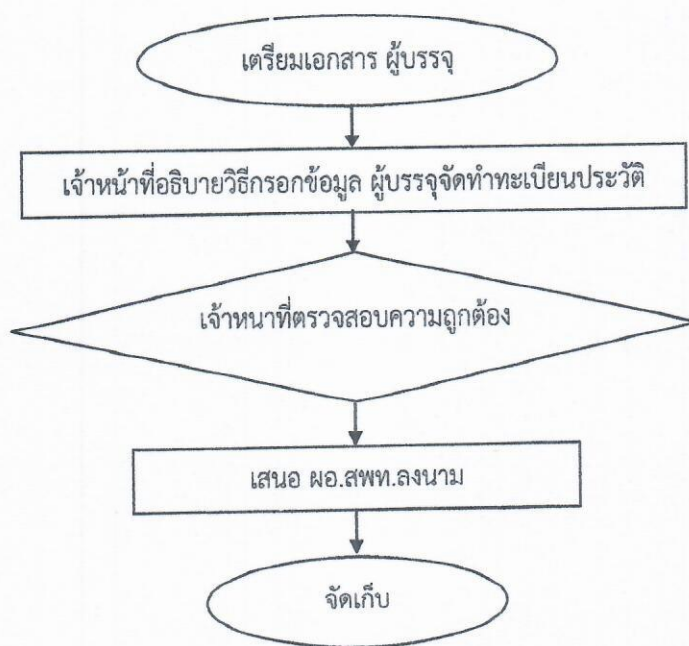 เตรียมเอกสาร ผู้บรรจุ
เจ้าหน้าที่อธิบายวิธีกรอกข้อมูล ผู้บรรจุจัดทำทะเบียนประวัติ
เจ้าหนาที่ตรวจสอบความถูกต้อง
เสนอ ผอ.สพท.ลงนาม
จัดเก็บ